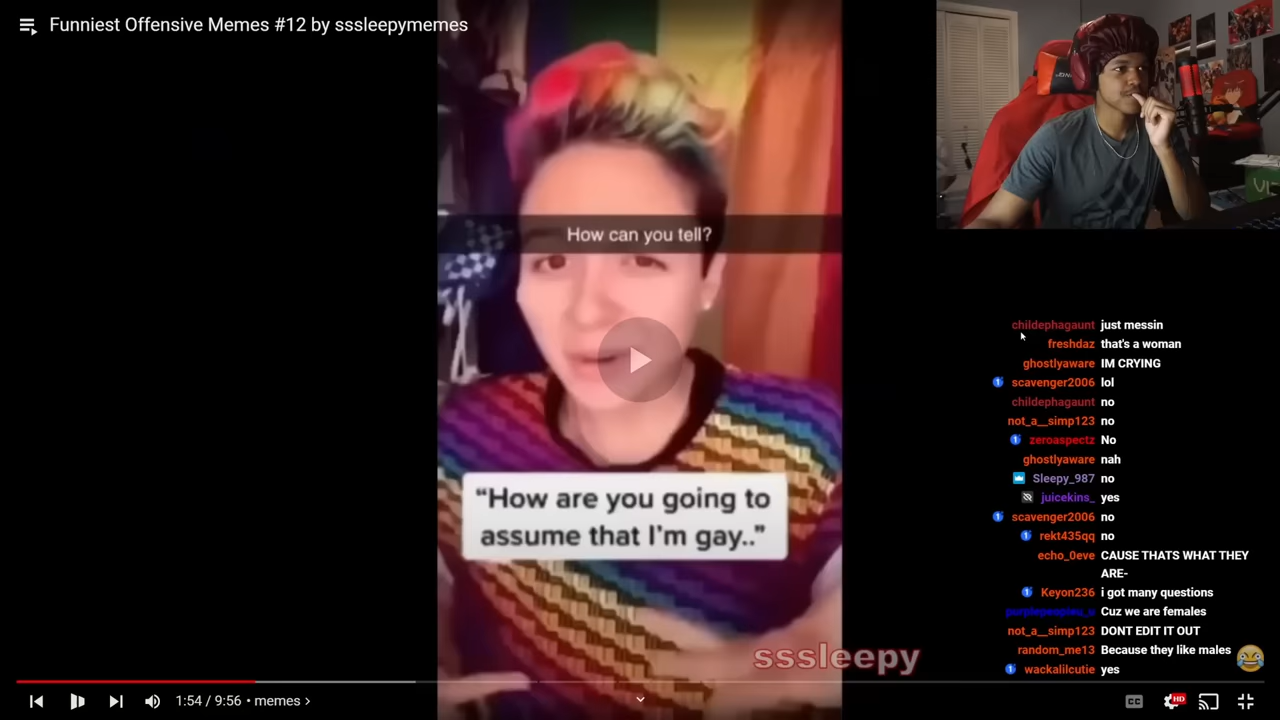 Funniest Offensive Memes #12 by sssleepymemes
How can you tell?
"How are you going to
assume that I'm gay.."
sssleepy
childephagaunt just messin
freshdaz that's a woman
ghostlyaware IM CRYING
scavenger2006 lol
childephagaunt no
not_a__simp123 no
zeroaspectz No
ghostlyaware nah
Sleepy_987 no
juicekins_ yes
scavenger2006 no
rekt435qq no
echo_0eve CAUSE THATS WHAT THEY
ARE-
Keyon236 i got many questions
Cuz we are females
not_a__simp123 DONT EDIT IT OUT
random_me13 Because they like males
wackalilcutie yes
1:54 / 9:56 • memes
CC
HD